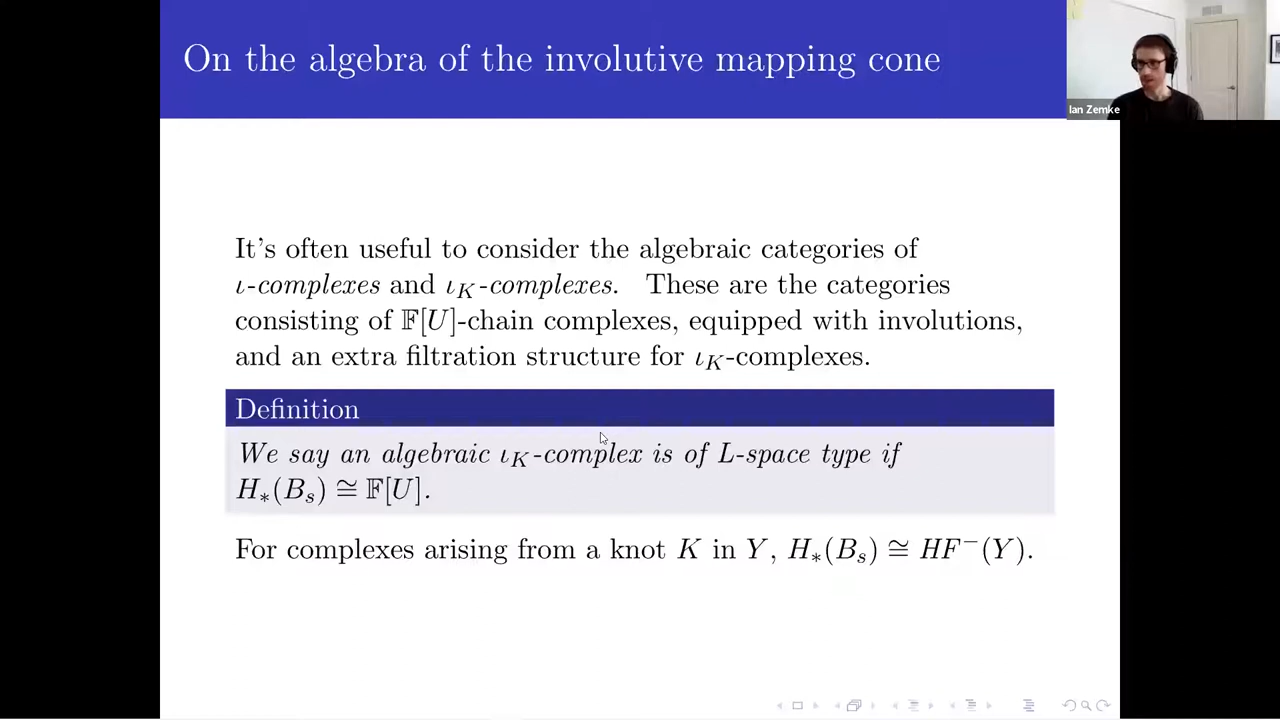 On the algebra of the involutive mapping cone
Ian Zemke
It's often useful to consider the algebraic categories of
ι-complexes and ι_K-complexes. These are the categories
consisting of 𝔽[U]-chain complexes, equipped with involutions,
and an extra filtration structure for ι_K-complexes.
Definition
We say an algebraic ι_K-complex is of L-space type if
H_*(B_s) ≅ 𝔽[U].
For complexes arising from a knot K in Y, H_*(B_s) ≅ HF^−(Y).